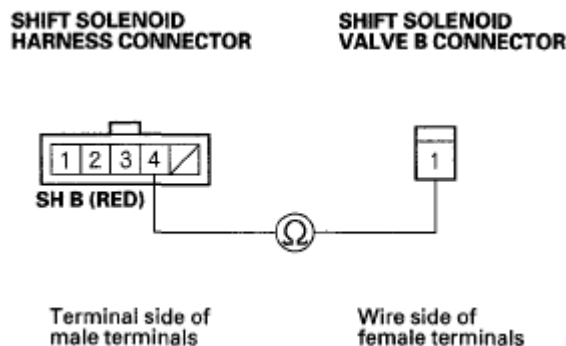 SHIFT SOLENOID
HARNESS CONNECTOR
SHIFT SOLENOID
VALVE B CONNECTOR
1 2 3 4
1
SH B (RED)
Ω
Terminal side of
male terminals
Wire side of
female terminals